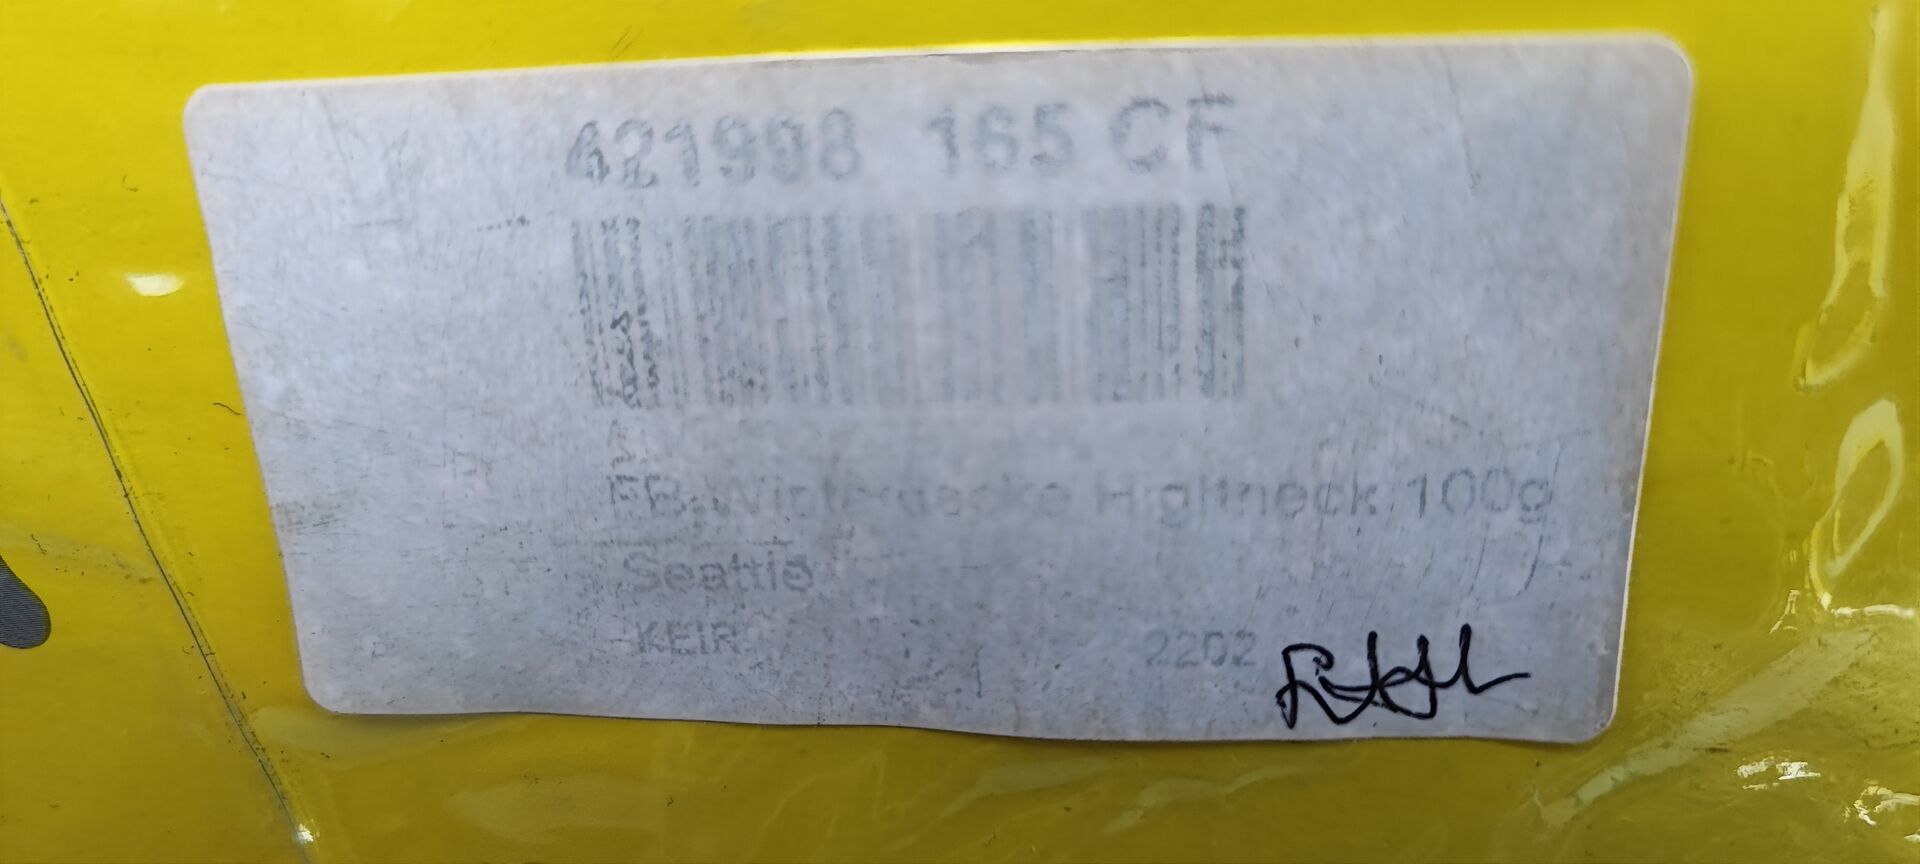 421998 165 CF
FB Winterdecke Highneck 100g
Seattle
KEIR 2202